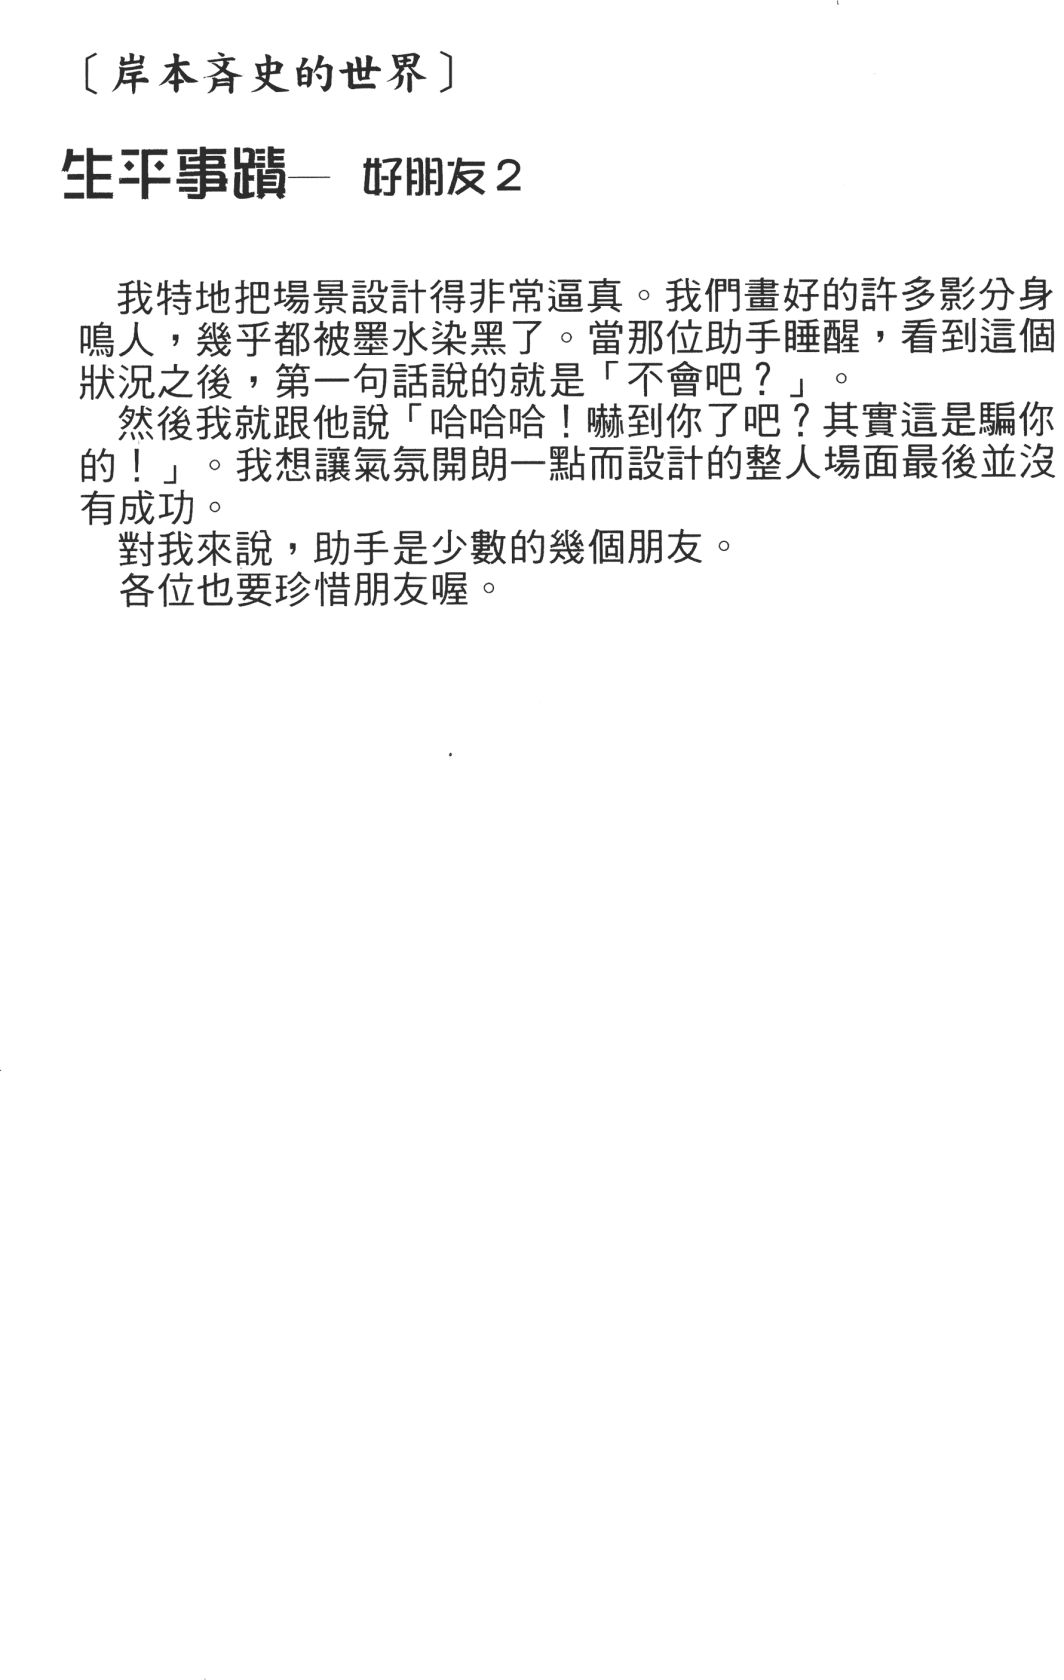 〔岸本斉史的世界〕
生平事蹟— 好朋友2
我特地把場景設計得非常逼真。我們畫好的許多影分身
鳴人，幾乎都被墨水染黑了。當那位助手睡醒，看到這個
狀況之後，第一句話說的就是「不會吧？」。
然後我就跟他說「哈哈哈！嚇到你了吧？其實這是騙你
的！」。我想讓氣氛開朗一點而設計的整人場面最後並沒
有成功。
對我來說，助手是少數的幾個朋友。
各位也要珍惜朋友喔。